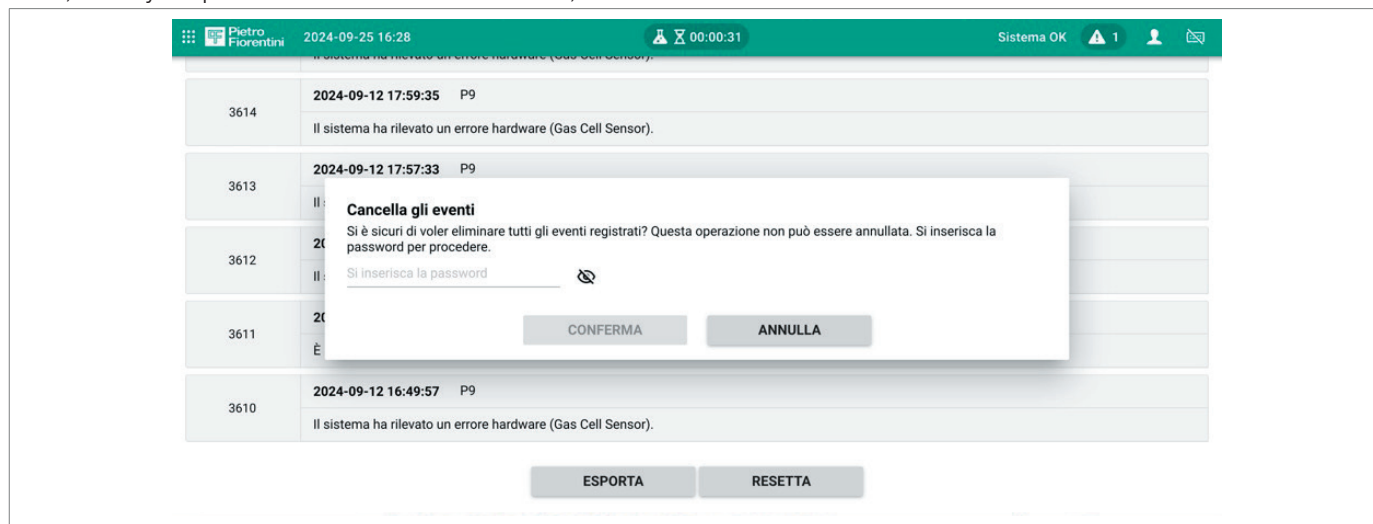 Pietro
Fiorentini
2024-09-25 16:28
00:00:31
Sistema OK
1
3614
2024-09-12 17:59:35 P9
Il sistema ha rilevato un errore hardware (Gas Cell Sensor).
3613
2024-09-12 17:57:33 P9
Il
Cancella gli eventi
Si è sicuri di voler eliminare tutti gli eventi registrati? Questa operazione non può essere annullata. Si inserisca la
password per procedere.
Si inserisca la password
CONFERMA ANNULLA
3612
20
Il
3611
20
È
3610
2024-09-12 16:49:57 P9
Il sistema ha rilevato un errore hardware (Gas Cell Sensor).
ESPORTA RESETTA